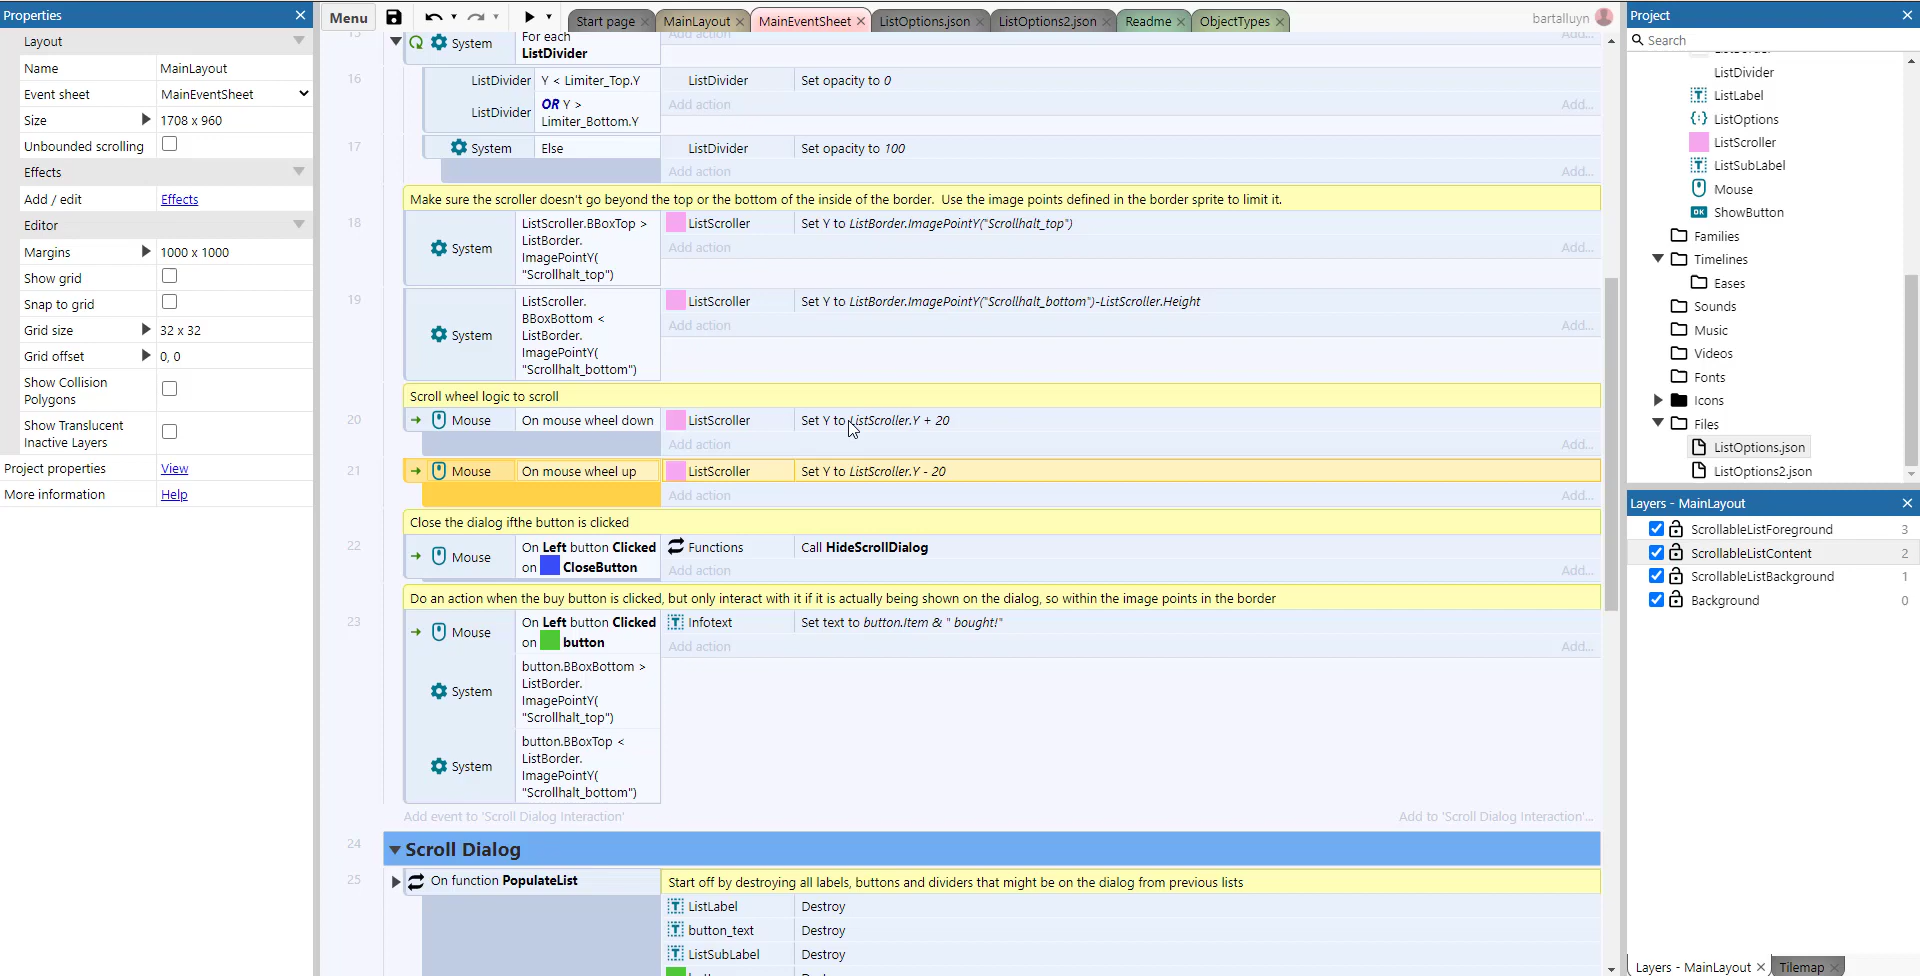 Properties
Layout
Name MainLayout
Event sheet MainEventSheet
Size 1708 x 960
Unbounded scrolling
Effects
Add / edit Effects
Editor
Margins 1000 x 1000
Show grid
Snap to grid
Grid size 32 x 32
Grid offset 0, 0
Show Collision
Polygons
Show Translucent
Inactive Layers
Project properties View
More information Help
Menu
Start page
MainLayout
MainEventSheet
ListOptions.json
ListOptions2.json
Readme
ObjectTypes
bartalluyn
15
System
For each
ListDivider
Add action
Add...
16
ListDivider Y < Limiter_Top.Y
ListDivider OR Y >
Limiter_Bottom.Y
ListDivider Set opacity to 0
Add action Add...
17
System Else
ListDivider Set opacity to 100
Add action Add...
Make sure the scroller doesn't go beyond the top or the bottom of the inside of the border. Use the image points defined in the border sprite to limit it.
18
System
ListScroller.BBoxTop >
ListBorder.
ImagePointY(
"Scrollhalt_top")
ListScroller Set Y to ListBorder.ImagePointY("Scrollhalt_top")
Add action Add...
19
System
ListScroller.
BBoxBottom <
ListBorder.
ImagePointY(
"Scrollhalt_bottom")
ListScroller Set Y to ListBorder.ImagePointY("Scrollhalt_bottom")-ListScroller.Height
Add action Add...
Scroll wheel logic to scroll
20
Mouse On mouse wheel down
ListScroller Set Y to ListScroller.Y + 20
Add action Add...
21
Mouse On mouse wheel up
ListScroller Set Y to ListScroller.Y - 20
Add action Add...
Close the dialog ifthe button is clicked
22
Mouse
On Left button Clicked
on CloseButton
Functions Call HideScrollDialog
Add action Add...
Do an action when the buy button is clicked, but only interact with it if it is actually being shown on the dialog, so within the image points in the border
23
Mouse
On Left button Clicked
on button
Infotext Set text to button.Item & " bought!"
Add action Add...
System
button.BBoxBottom >
ListBorder.
ImagePointY(
"Scrollhalt_top")
System
button.BBoxTop <
ListBorder.
ImagePointY(
"Scrollhalt_bottom")
Add event to 'Scroll Dialog Interaction' Add to 'Scroll Dialog Interaction'...
24
Scroll Dialog
25
On function PopulateList
Start off by destroying all labels, buttons and dividers that might be on the dialog from previous lists
ListLabel Destroy
button_text Destroy
ListSubLabel Destroy
Project
Search
ListDivider
ListLabel
ListOptions
ListScroller
ListSubLabel
Mouse
ShowButton
Families
Timelines
Eases
Sounds
Music
Videos
Fonts
Icons
Files
ListOptions.json
ListOptions2.json
Layers - MainLayout
ScrollableListForeground 3
ScrollableListContent 2
ScrollableListBackground 1
Background 0
Layers - MainLayout
Tilemap